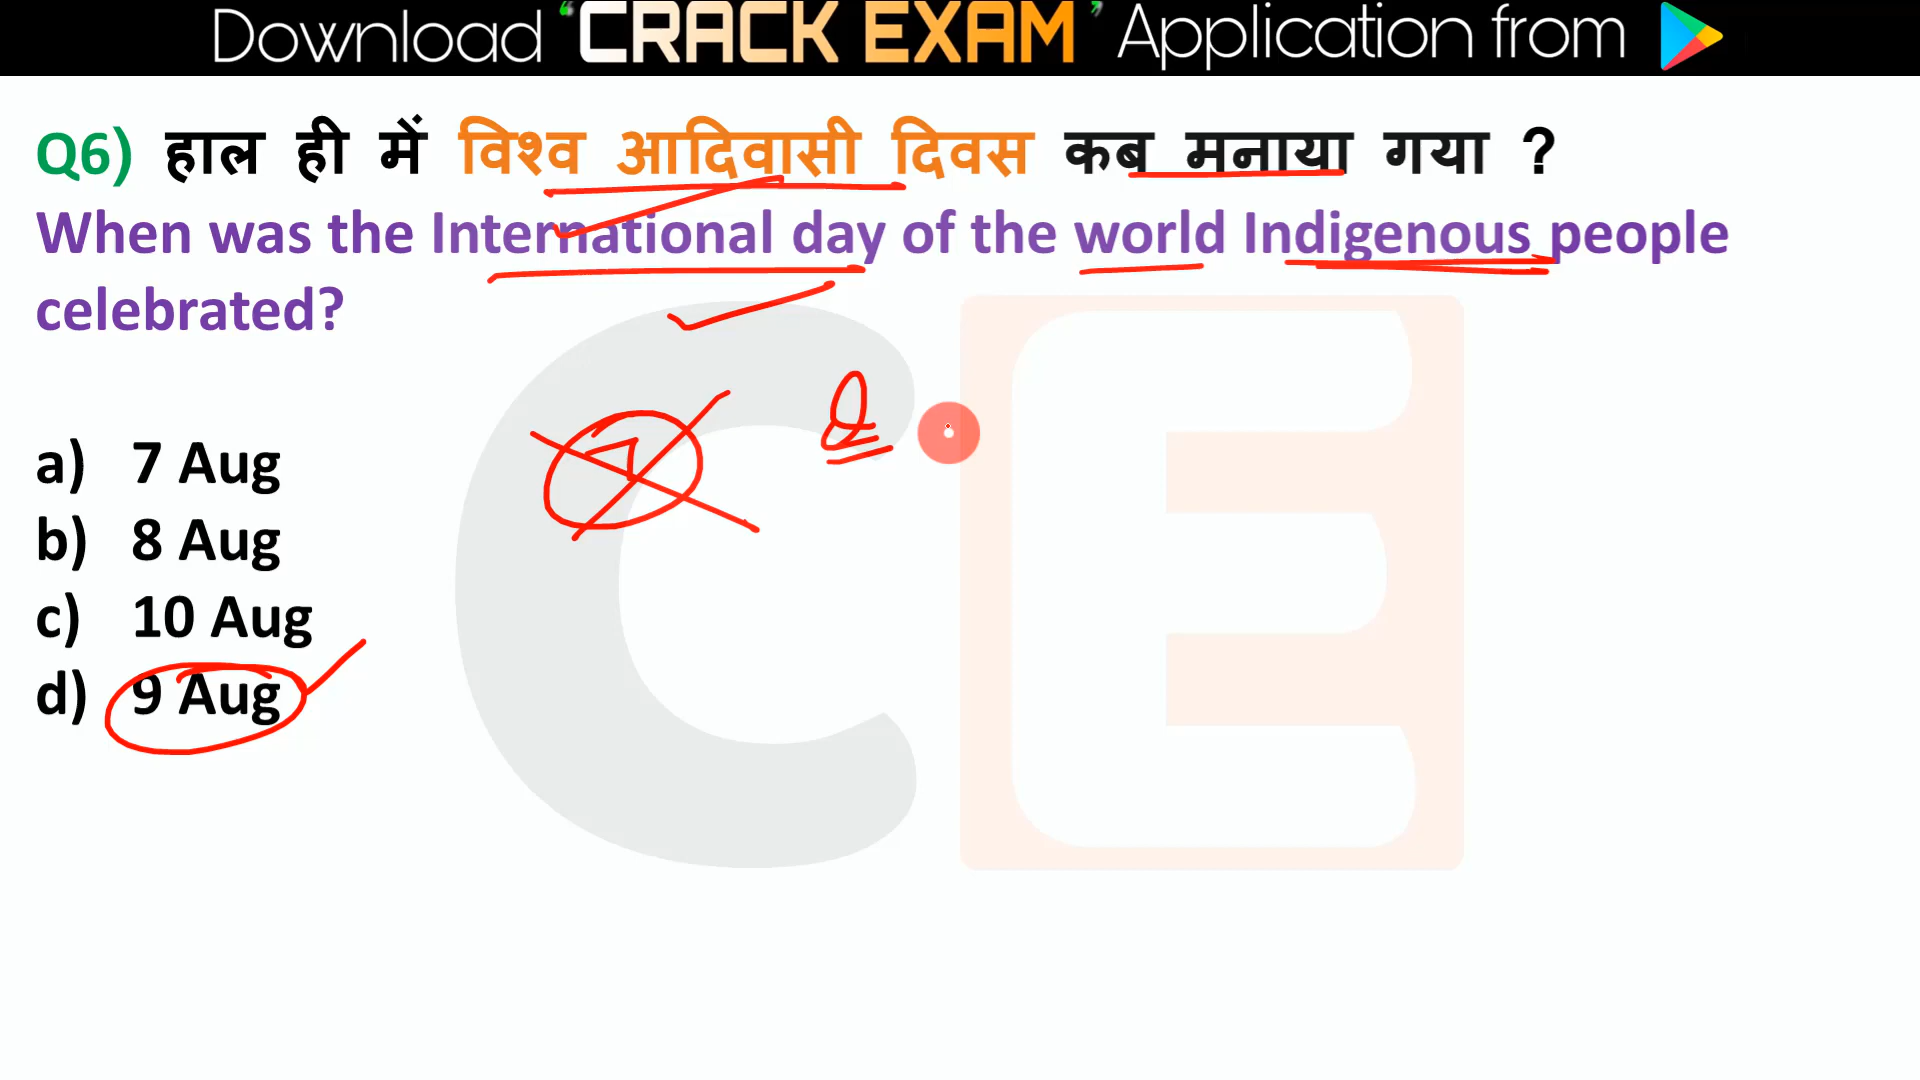 Download ‘CRACK EXAM’ Application from
Q6) हाल ही में विश्व आदिवासी दिवस कब मनाया गया ?
When was the International day of the world Indigenous people
celebrated?
a) 7 Aug
b) 8 Aug
c) 10 Aug
d) 9 Aug
CE